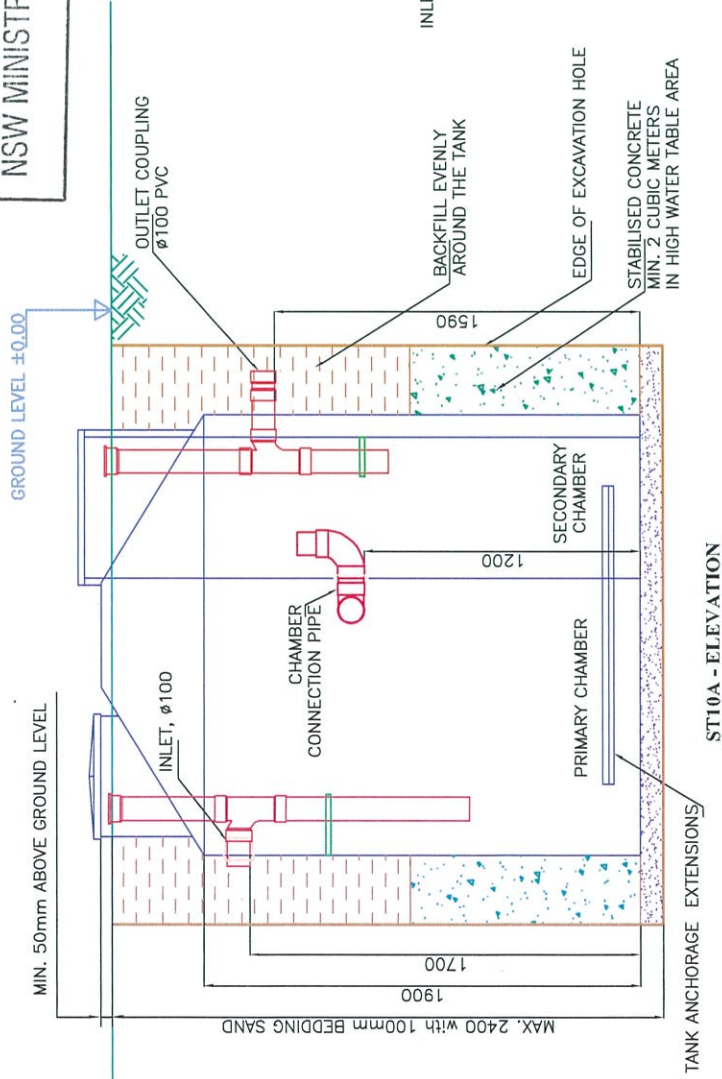 NSW MINISTR
GROUND LEVEL ±0.00
MIN. 50mm ABOVE GROUND LEVEL
OUTLET COUPLING
ø100 PVC
INLET, ø100
INLE
BACKFILL EVENLY
AROUND THE TANK
CHAMBER
CONNECTION PIPE
EDGE OF EXCAVATION HOLE
STABILISED CONCRETE
MIN. 2 CUBIC METERS
IN HIGH WATER TABLE AREA
1590
1200
SECONDARY
CHAMBER
PRIMARY CHAMBER
1700
1900
MAX. 2400 with 100mm BEDDING SAND
TANK ANCHORAGE EXTENSIONS
ST10A - ELEVATION